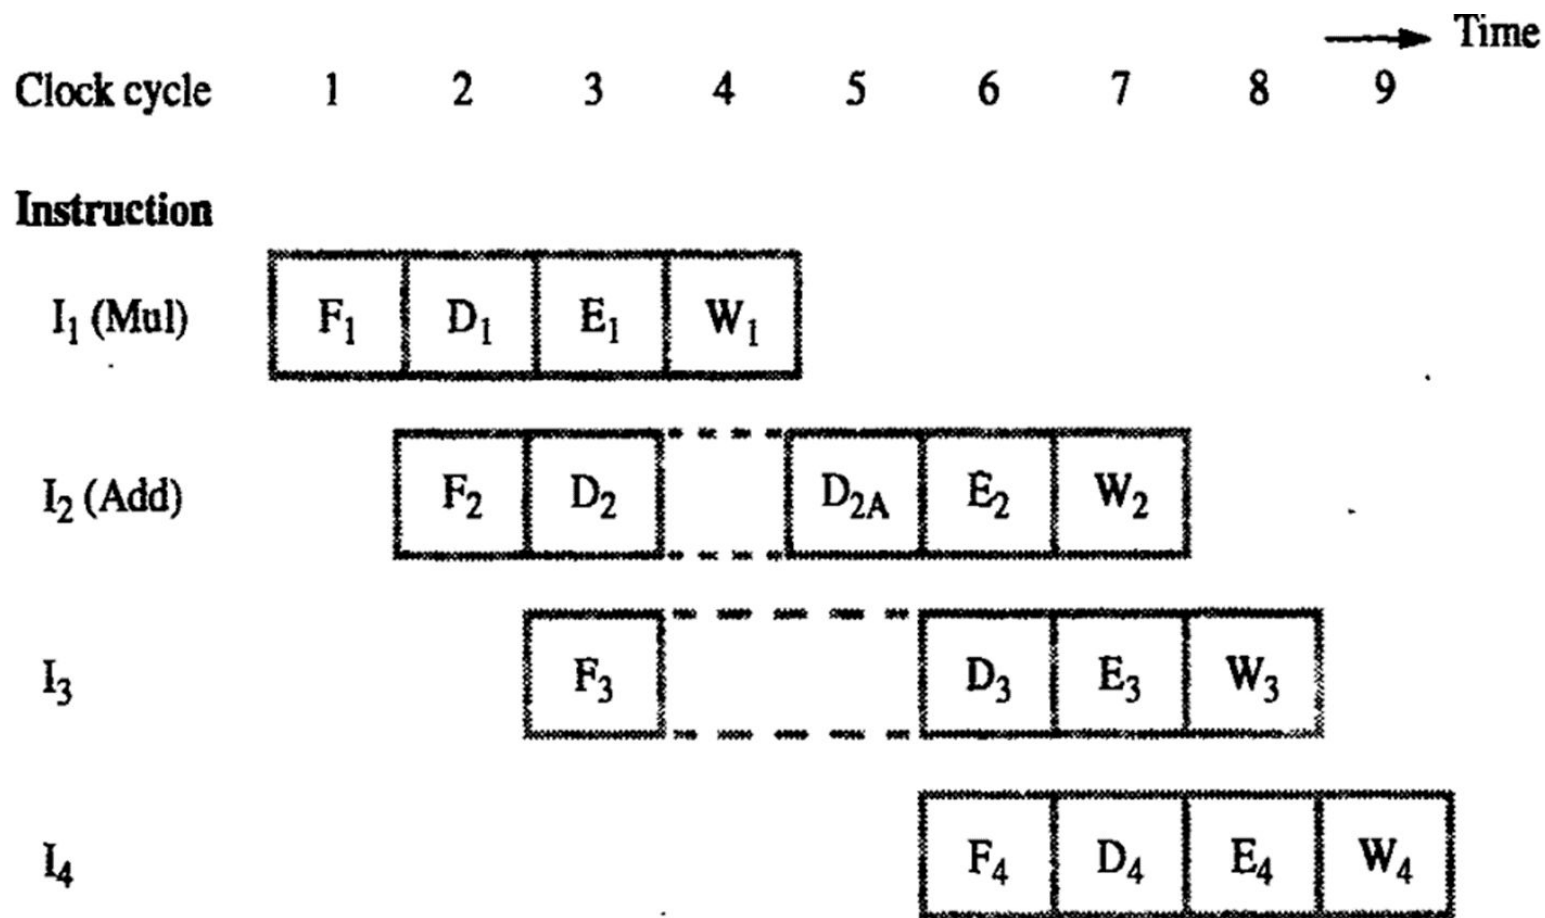 Time
Clock cycle 1 2 3 4 5 6 7 8 9
Instruction
I₁ (Mul) F₁ D₁ E₁ W₁
I₂ (Add) F₂ D₂ D₂A E₂ W₂
I₃ F₃ D₃ E₃ W₃
I₄ F₄ D₄ E₄ W₄